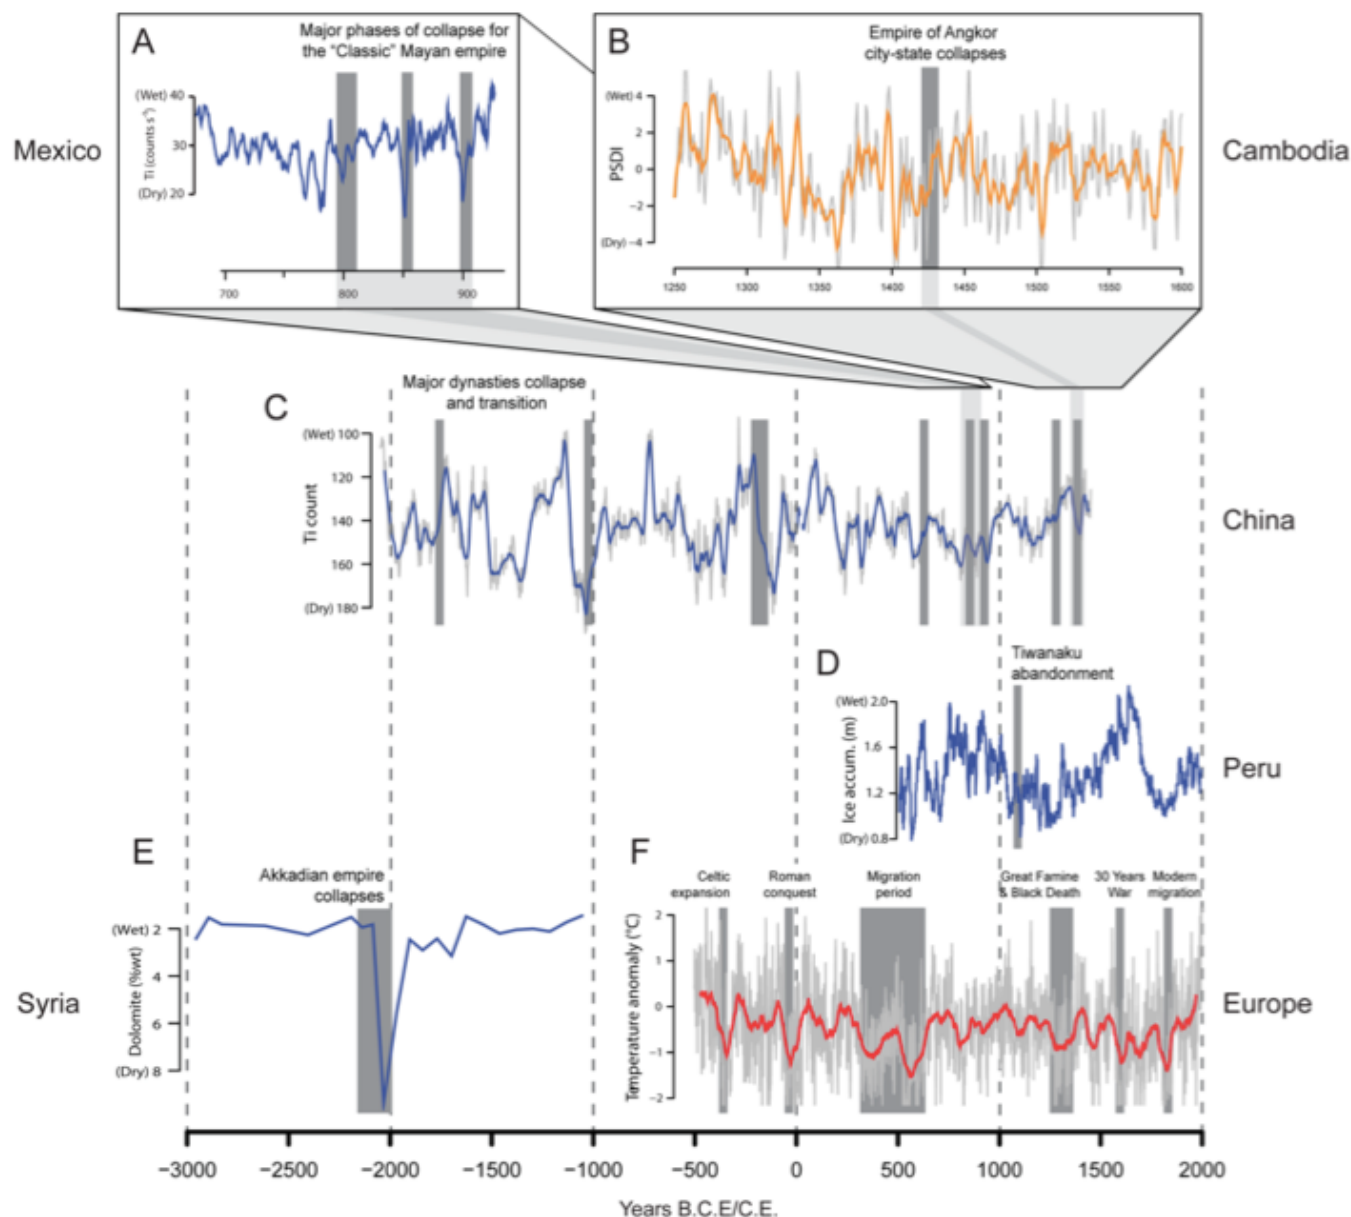 A
Major phases of collapse for
the “Classic” Mayan empire
(Wet) 40
30
(Dry) 20
Ti (counts s⁻¹)
700
800
900
Mexico
B
Empire of Angkor
city-state collapses
(Wet) 4
2
0
−2
(Dry) −4
PSDI
1250
1300
1350
1400
1450
1500
1550
1600
Cambodia
C
Major dynasties collapse
and transition
(Wet) 100
120
140
160
(Dry) 180
Ti count
China
D
Tiwanaku
abandonment
(Wet) 2.0
1.6
1.2
(Dry) 0.8
Ice accum. (m)
Peru
E
Akkadian empire
collapses
(Wet) 2
4
6
(Dry) 8
Dolomite (%wt)
Syria
F
Celtic
expansion
Roman
conquest
Migration
period
Great Famine
& Black Death
30 Years
War
Modern
migration
2
1
0
−1
−2
Temperature anomaly (°C)
Europe
−3000
−2500
−2000
−1500
−1000
−500
0
500
1000
1500
2000
Years B.C.E/C.E.